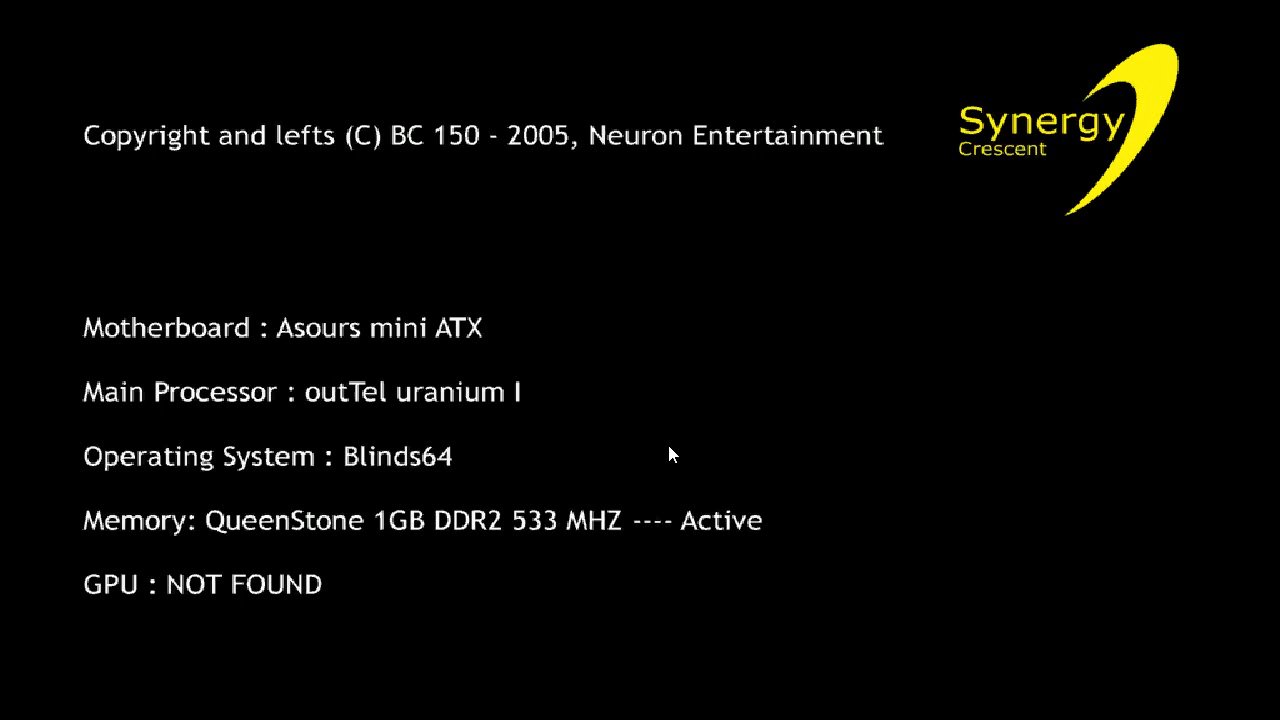 Copyright and lefts (C) BC 150 - 2005, Neuron Entertainment
Synergy
Crescent
Motherboard : Asours mini ATX
Main Processor : outTel uranium I
Operating System : Blinds64
Memory: QueenStone 1GB DDR2 533 MHZ ---- Active
GPU : NOT FOUND